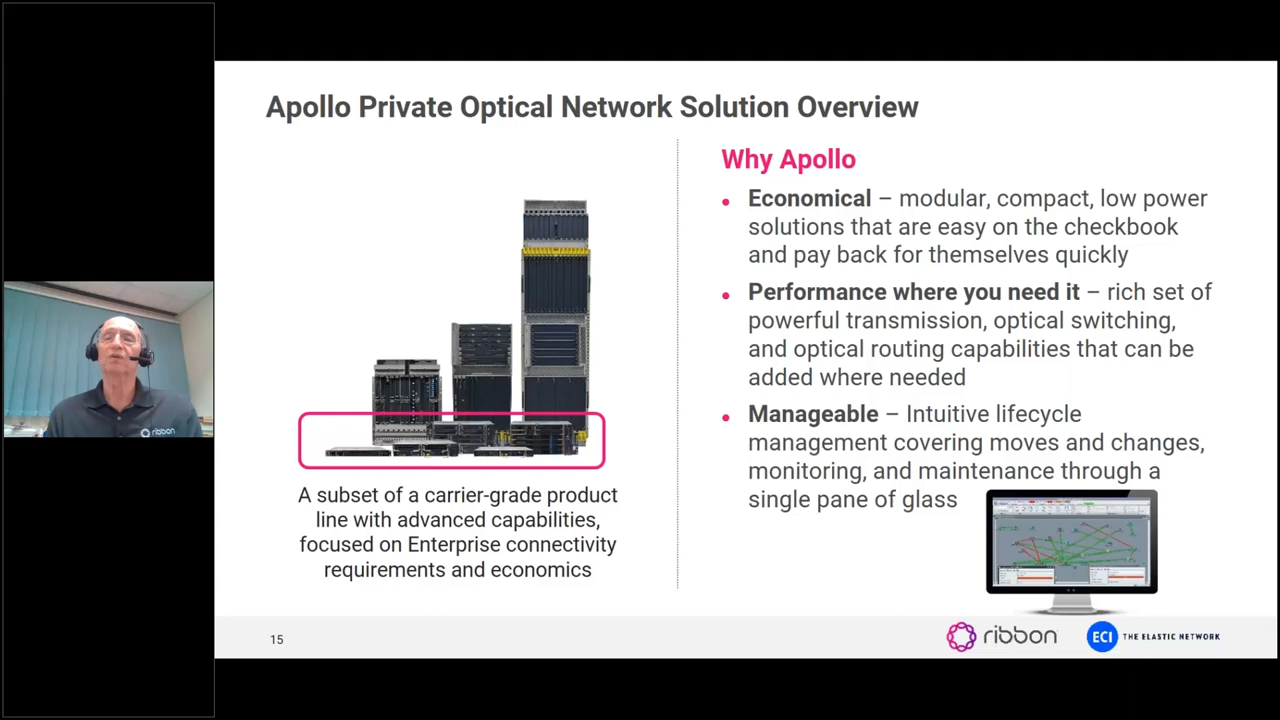 Apollo Private Optical Network Solution Overview
A subset of a carrier-grade product
line with advanced capabilities,
focused on Enterprise connectivity
requirements and economics
Why Apollo
• Economical – modular, compact, low power
solutions that are easy on the checkbook
and pay back for themselves quickly
• Performance where you need it – rich set of
powerful transmission, optical switching,
and optical routing capabilities that can be
added where needed
• Manageable – Intuitive lifecycle
management covering moves and changes,
monitoring, and maintenance through a
single pane of glass
ribbon
15
ribbon
ECI THE ELASTIC NETWORK